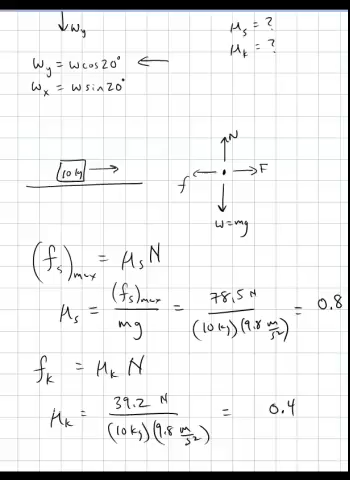 W_y
μ_s = ?
μ_k = ?
W_y = W cos 20° ←
W_x = W sin 20°
10 kg →
N
f F
W = mg
(f_s)_max = μ_s N
μ_s = (f_s)_max / mg = 78.5 N / (10 kg)(9.8 m/s²) = 0.8
f_k = μ_k N
μ_k = 39.2 N / (10 kg)(9.8 m/s²) = 0.4